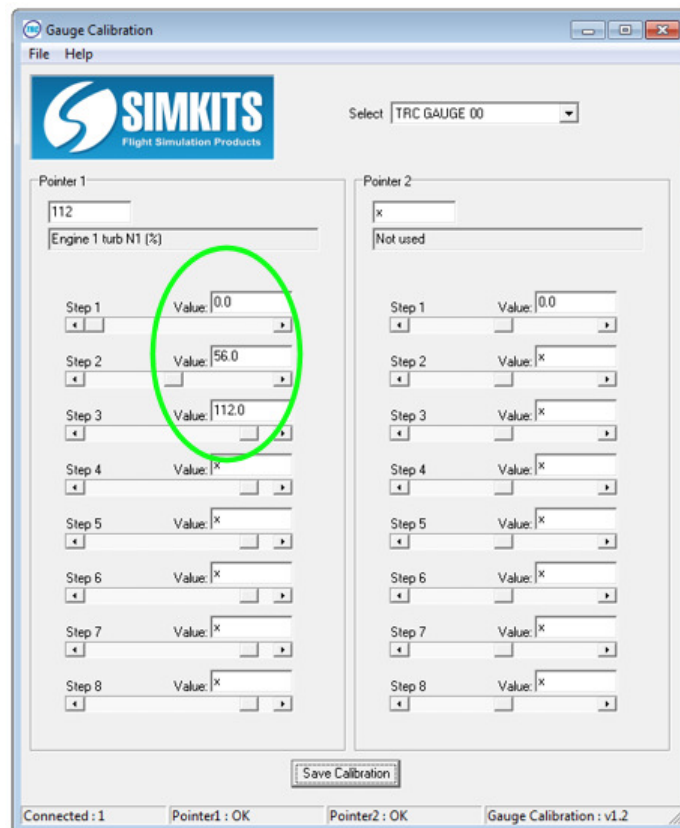 TRC Gauge Calibration
File Help
SIMKITS
Flight Simulation Products
Select TRC GAUGE 00
Pointer 1
112
Engine 1 turb N1 (%)
Step 1 Value: 0.0
Step 2 Value: 56.0
Step 3 Value: 112.0
Step 4 Value: x
Step 5 Value: x
Step 6 Value: x
Step 7 Value: x
Step 8 Value: x
Pointer 2
x
Not used
Step 1 Value: 0.0
Step 2 Value: x
Step 3 Value: x
Step 4 Value: x
Step 5 Value: x
Step 6 Value: x
Step 7 Value: x
Step 8 Value: x
Save Calibration
Connected : 1 Pointer1 : OK Pointer2 : OK Gauge Calibration : v1.2